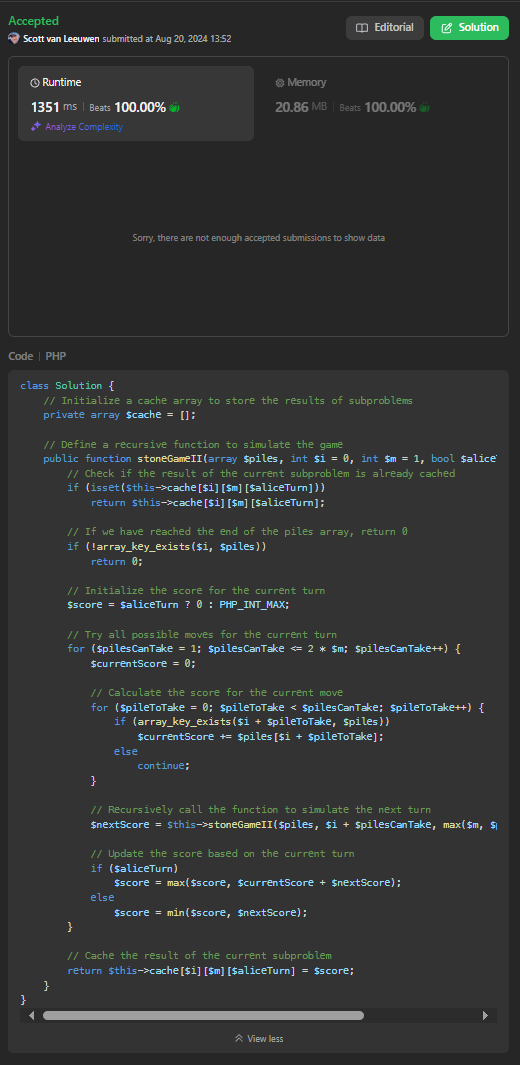 Accepted
Editorial
Solution
Scott van Leeuwen submitted at Aug 20, 2024 13:52
Runtime
1351 ms | Beats 100.00%
Analyze Complexity
Memory
20.86 MB | Beats 100.00%
Sorry, there are not enough accepted submissions to show data
Code | PHP
class Solution {
    // Initialize a cache array to store the results of subproblems
    private array $cache = [];

    // Define a recursive function to simulate the game
    public function stoneGameII(array $piles, int $i = 0, int $m = 1, bool $alice
        // Check if the result of the current subproblem is already cached
        if (isset($this->cache[$i][$m][$aliceTurn]))
            return $this->cache[$i][$m][$aliceTurn];

        // If we have reached the end of the piles array, return 0
        if (!array_key_exists($i, $piles))
            return 0;

        // Initialize the score for the current turn
        $score = $aliceTurn ? 0 : PHP_INT_MAX;

        // Try all possible moves for the current turn
        for ($pilesCanTake = 1; $pilesCanTake <= 2 * $m; $pilesCanTake++) {
            $currentScore = 0;

            // Calculate the score for the current move
            for ($pileToTake = 0; $pileToTake < $pilesCanTake; $pileToTake++) {
                if (array_key_exists($i + $pileToTake, $piles))
                    $currentScore += $piles[$i + $pileToTake];
                else
                    continue;
            }

            // Recursively call the function to simulate the next turn
            $nextScore = $this->stoneGameII($piles, $i + $pilesCanTake, max($m, $p

            // Update the score based on the current turn
            if ($aliceTurn)
                $score = max($score, $currentScore + $nextScore);
            else
                $score = min($score, $nextScore);
        }

        // Cache the result of the current subproblem
        return $this->cache[$i][$m][$aliceTurn] = $score;
    }
}
View less